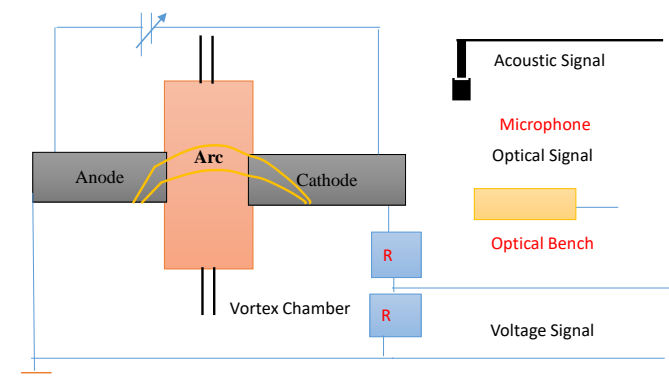 Acoustic Signal
Microphone
Optical Signal
Arc
Anode
Cathode
Optical Bench
R
Vortex Chamber
R
Voltage Signal